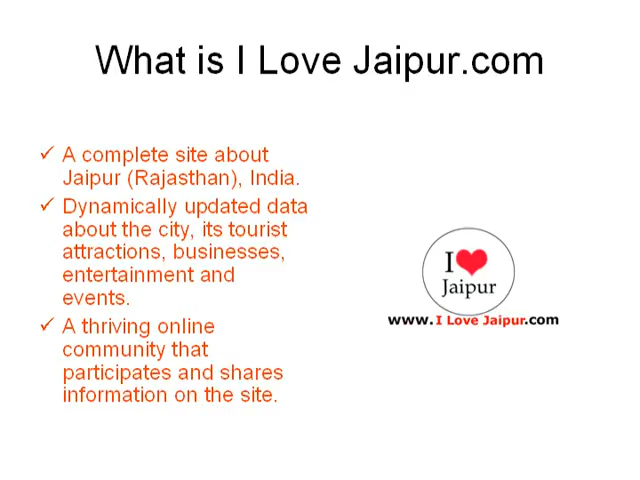 What is I Love Jaipur.com
A complete site about
Jaipur (Rajasthan), India.
Dynamically updated data
about the city, its tourist
attractions, businesses,
entertainment and
events.
A thriving online
community that
participates and shares
information on the site.
I
Jaipur
www.I Love Jaipur.com